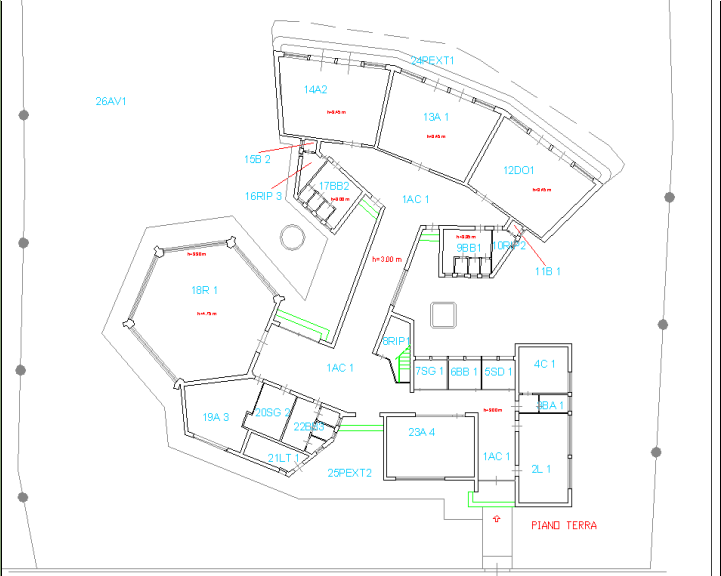 24PEXT1
14A2
26AV1
13A 1
15B 2
12DO1
17BB2
16RIP 3
1AC 1
9BB1
10RIP2
h=3.00 m
11B 1
18R 1
8RIP1
4C 1
1AC 1
7SG 1
6BB 1
5SD 1
20SG 2
19A 3
22BB3
23A 4
1AC 1
21LT 1
2L 1
25PEXT2
PIANO TERRA